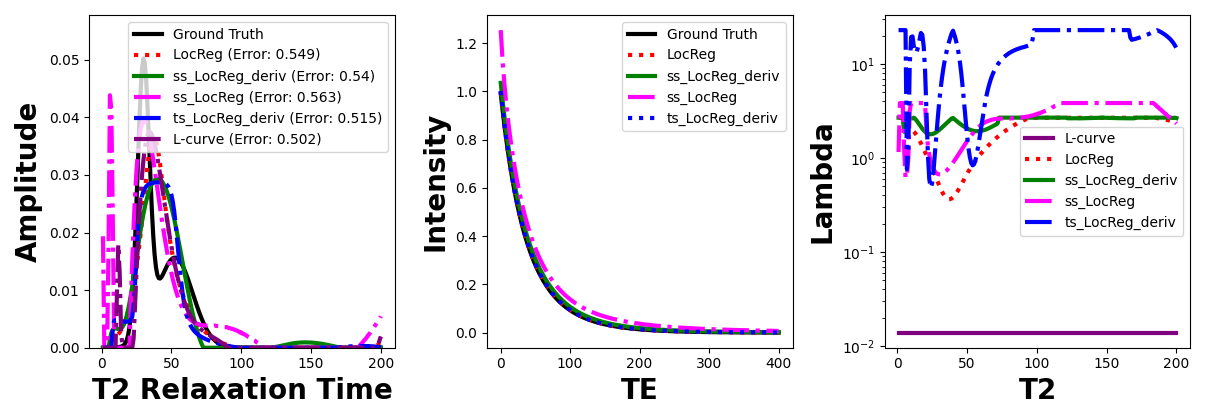 Amplitude
0.05
0.04
0.03
0.02
0.01
0.00
0
50
100
150
200
T2 Relaxation Time
Ground Truth
LocReg (Error: 0.549)
ss_LocReg_deriv (Error: 0.54)
ss_LocReg (Error: 0.563)
ts_LocReg_deriv (Error: 0.515)
L-curve (Error: 0.502)
Intensity
1.2
1.0
0.8
0.6
0.4
0.2
0.0
0
100
200
300
400
TE
Ground Truth
LocReg
ss_LocReg_deriv
ss_LocReg
ts_LocReg_deriv
Lambda
10¹
10⁰
10⁻¹
10⁻²
0
50
100
150
200
T2
L-curve
LocReg
ss_LocReg_deriv
ss_LocReg
ts_LocReg_deriv